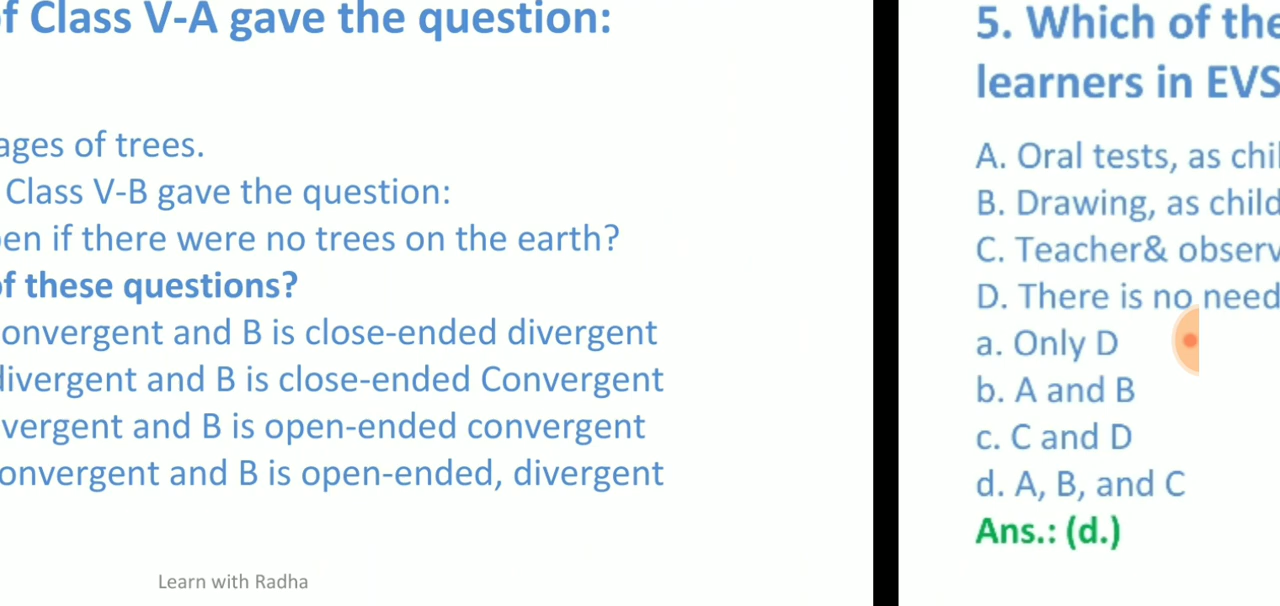 f Class V-A gave the question:
ages of trees.
Class V-B gave the question:
en if there were no trees on the earth?
of these questions?
onvergent and B is close-ended divergent
divergent and B is close-ended Convergent
vergent and B is open-ended convergent
onvergent and B is open-ended, divergent
Learn with Radha
5. Which of the
learners in EVS
A. Oral tests, as chil
B. Drawing, as child
C. Teacher& observ
D. There is no need
a. Only D
b. A and B
c. C and D
d. A, B, and C
Ans.: (d.)